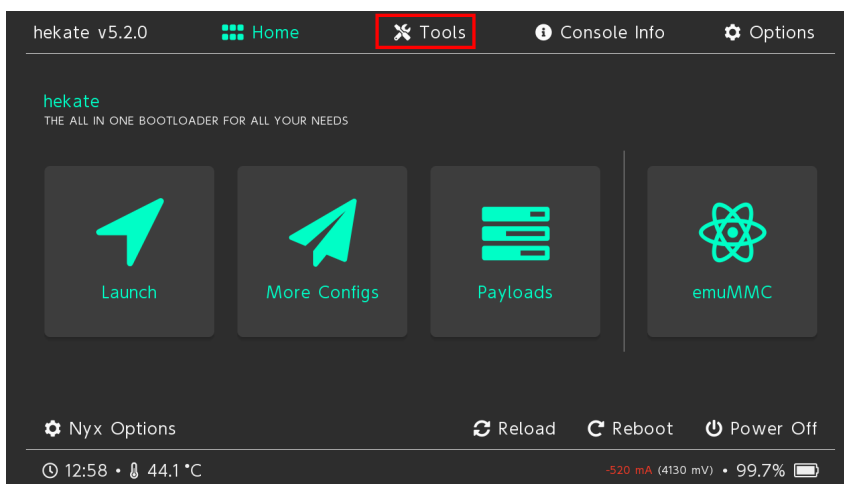 hekate v5.2.0 Home Tools Console Info Options
hekate
THE ALL IN ONE BOOTLOADER FOR ALL YOUR NEEDS
Launch More Configs Payloads emuMMC
Nyx Options Reload Reboot Power Off
12:58 • 44.1 °C -520 mA (4130 mV) • 99.7%